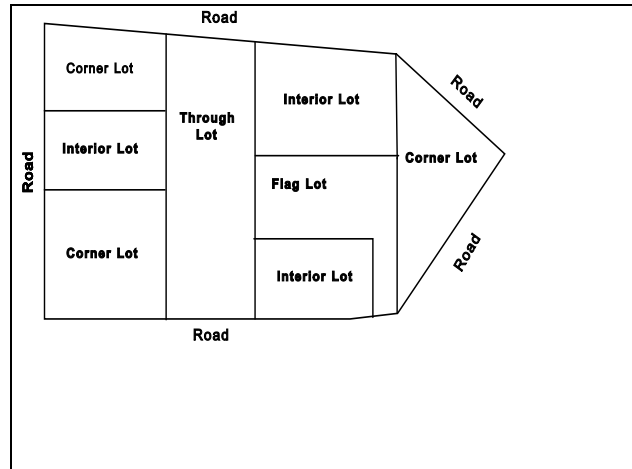 Road
Corner Lot
Interior Lot
Through
Lot
Road
Interior Lot
Flag Lot
Corner Lot
Road
Corner Lot
Interior Lot
Road
Road